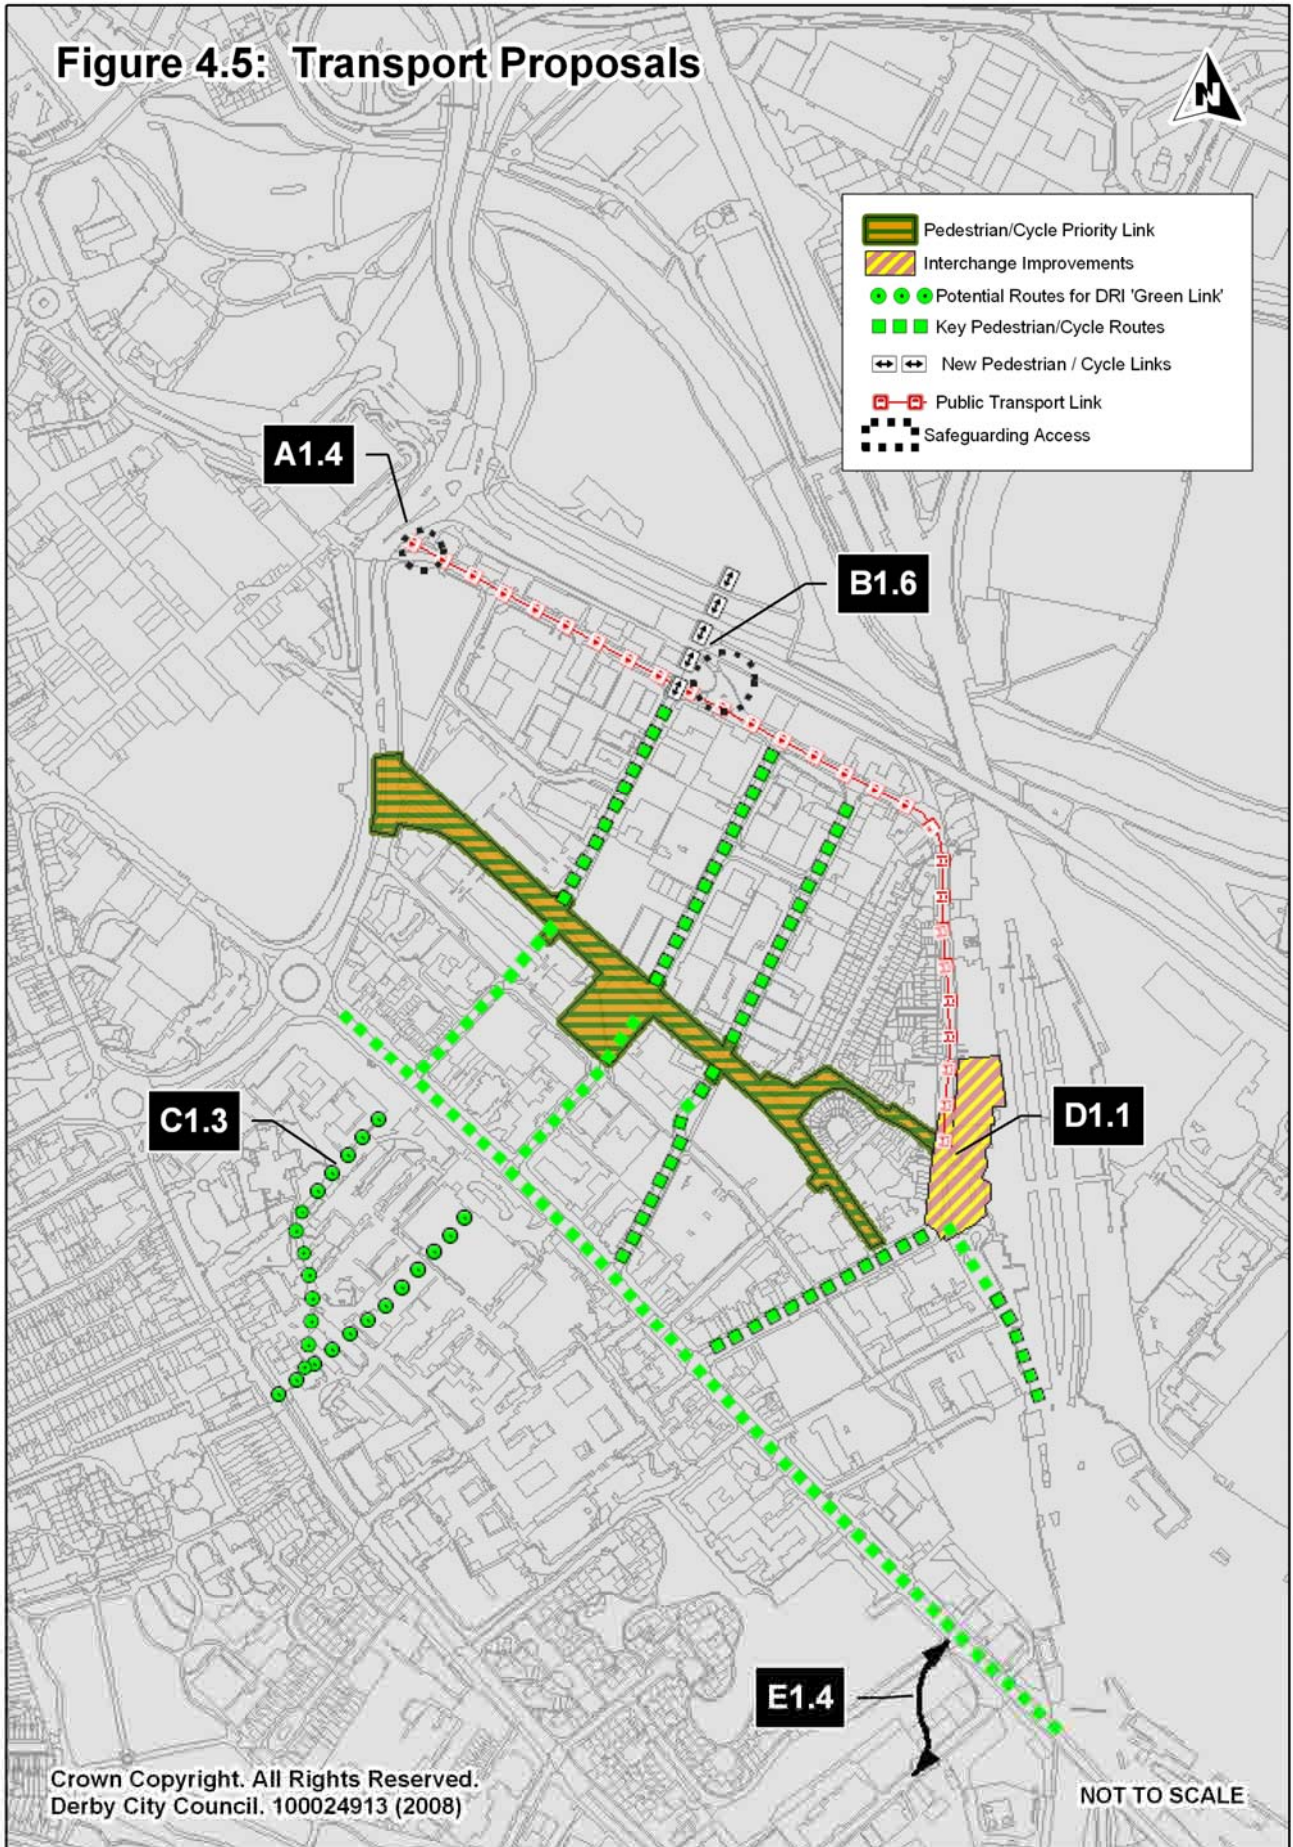 Figure 4.5: Transport Proposals
N
Pedestrian/Cycle Priority Link
Interchange Improvements
Potential Routes for DRI 'Green Link'
Key Pedestrian/Cycle Routes
New Pedestrian / Cycle Links
Public Transport Link
Safeguarding Access
A1.4
B1.6
C1.3
D1.1
E1.4
Crown Copyright. All Rights Reserved.
Derby City Council. 100024913 (2008)
NOT TO SCALE